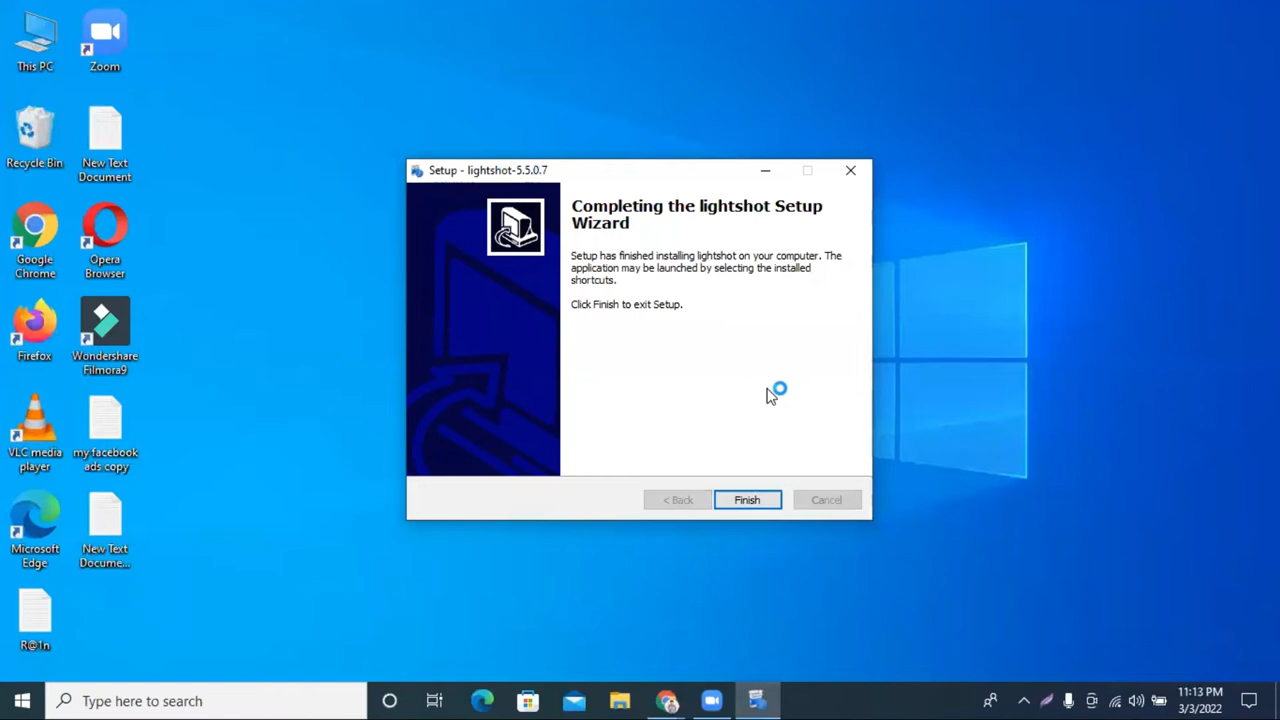 This PC
Zoom
Recycle Bin
New Text
Document
Google
Chrome
Opera
Browser
Firefox
Wondershare
Filmora9
VLC media
player
my facebook
ads copy
Microsoft
Edge
New Text
Docume...
R@1n
Setup - lightshot-5.5.0.7
Completing the lightshot Setup
Wizard
Setup has finished installing lightshot on your computer. The
application may be launched by selecting the installed
shortcuts.
Click Finish to exit Setup.
< Back
Finish
Cancel
Type here to search
11:13 PM
3/3/2022